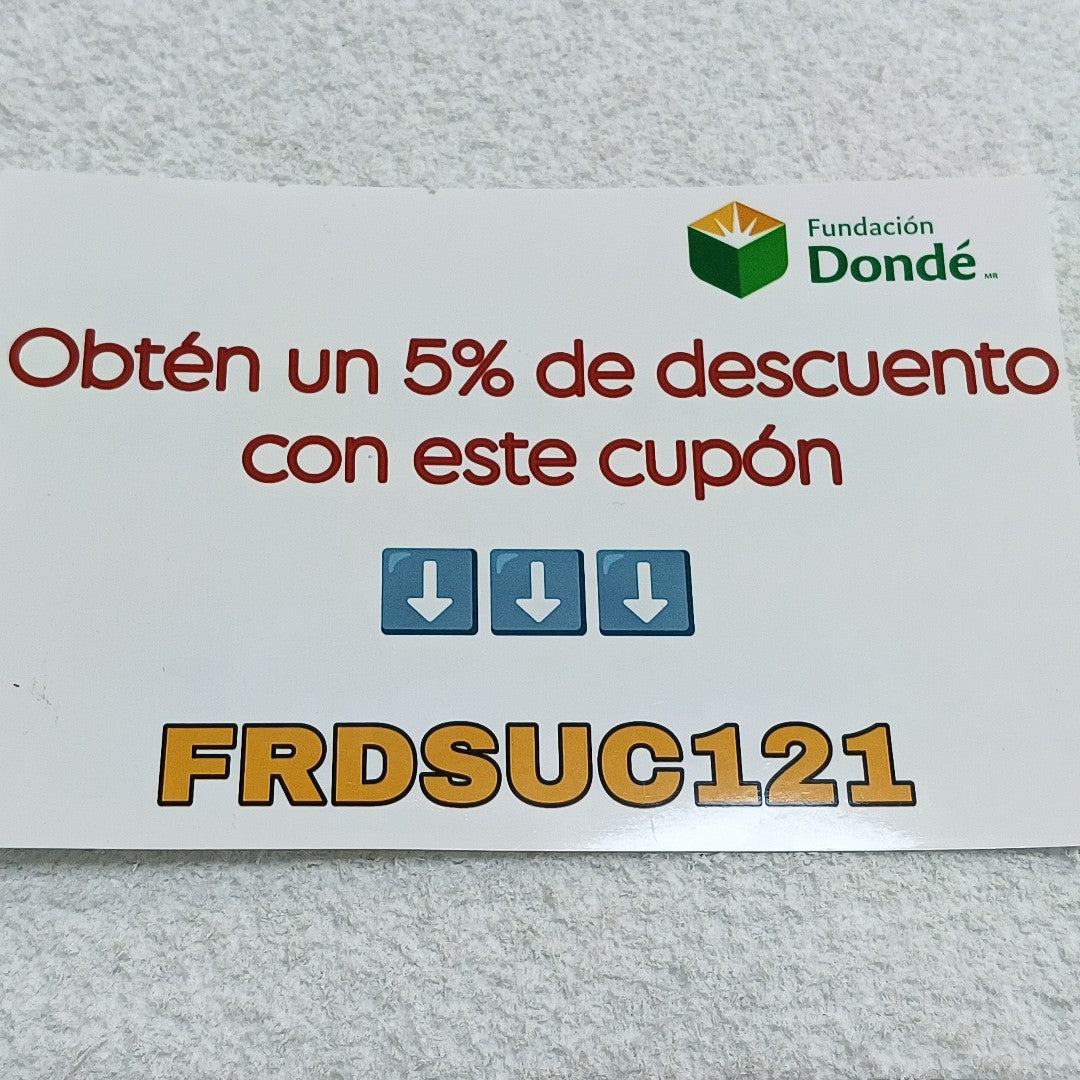 Fundación
Dondé MR
Obtén un 5% de descuento
con este cupón
FRDSUC121